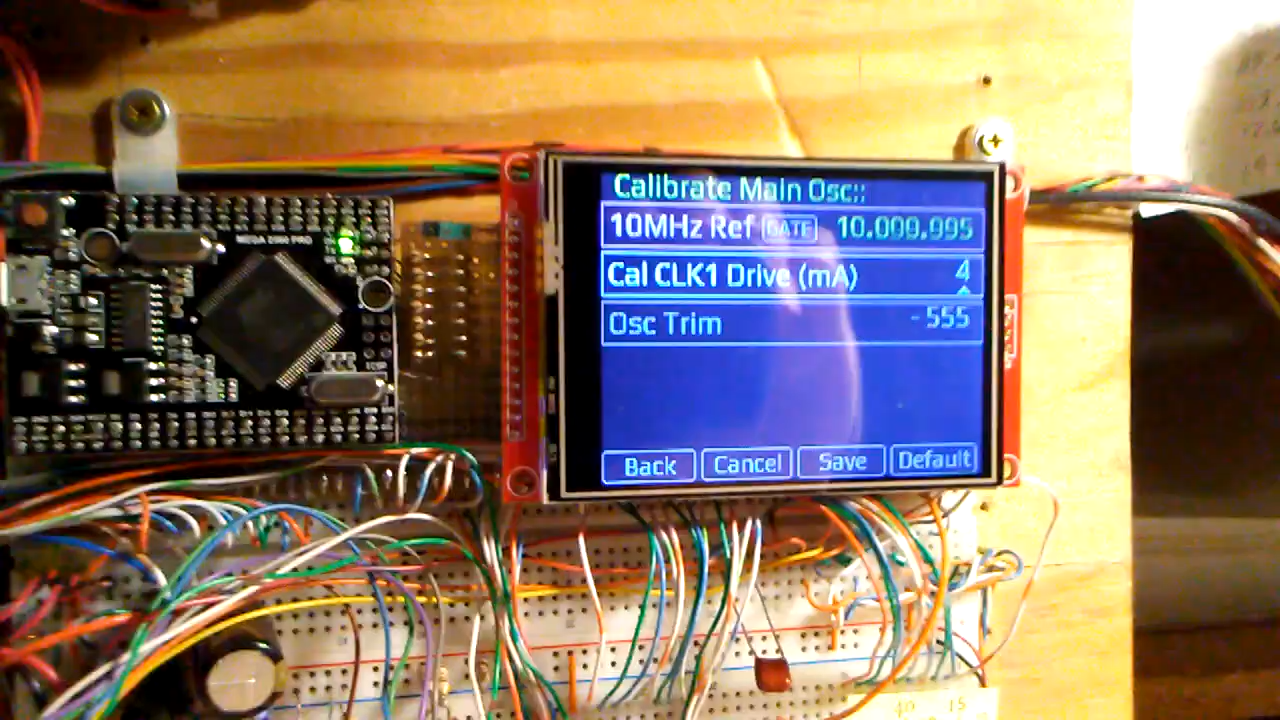 Calibrate Main Osc::
10MHz Ref GATE 10.000.995
Cal CLK1 Drive (mA) 4
Osc Trim -555
Back Cancel Save Default
MEGA 2560 PRO
ICSP